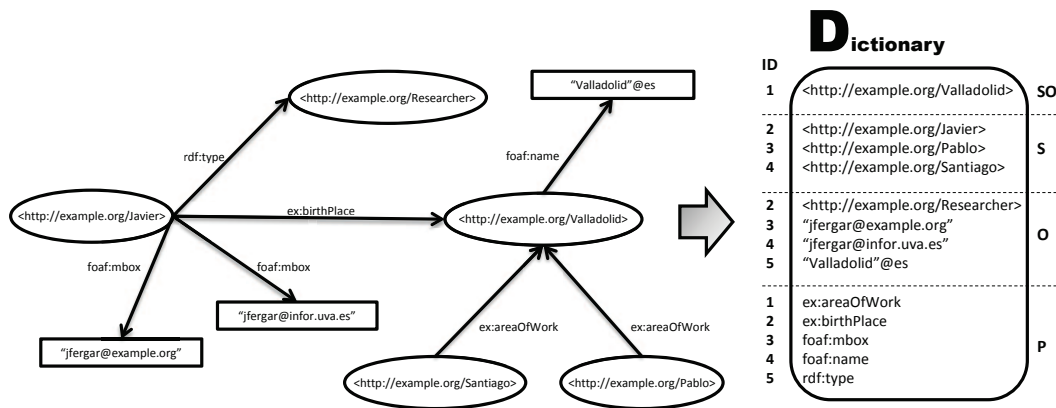 "Valladolid"@es
<http://example.org/Researcher>
rdf:type
foaf:name
<http://example.org/Javier>
ex:birthPlace
<http://example.org/Valladolid>
foaf:mbox
foaf:mbox
"jfergar@infor.uva.es"
"jfergar@example.org"
ex:areaOfWork
ex:areaOfWork
<http://example.org/Santiago>
<http://example.org/Pablo>
Dictionary
ID
1 <http://example.org/Valladolid> SO
2 <http://example.org/Javier>
3 <http://example.org/Pablo> S
4 <http://example.org/Santiago>
2 <http://example.org/Researcher>
3 "jfergar@example.org"
4 "jfergar@infor.uva.es" O
5 "Valladolid"@es
1 ex:areaOfWork
2 ex:birthPlace
3 foaf:mbox P
4 foaf:name
5 rdf:type